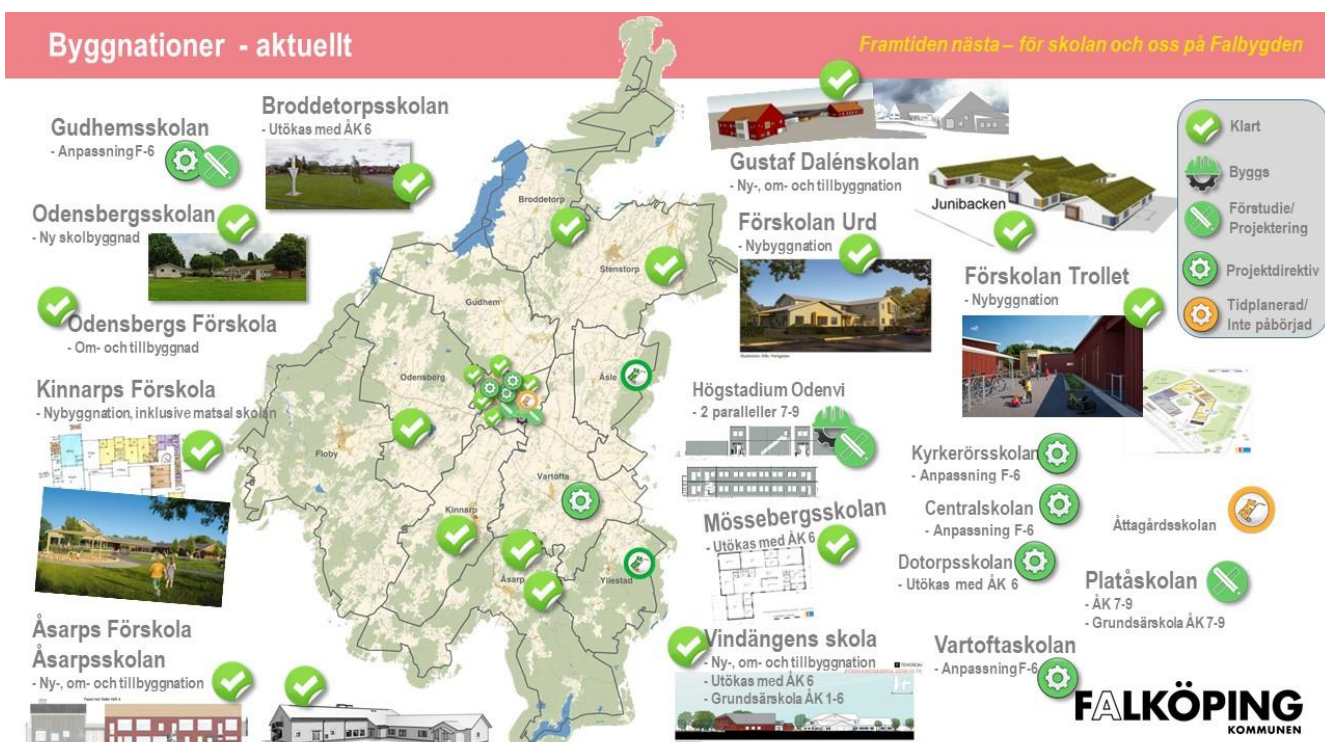 Byggnationer - aktuellt
Framtiden nästa – för skolan och oss på Falbygden
Gudhemsskolan
- Anpassning F-6
Broddetorpsskolan
- Utökas med ÅK 6
Odensbergsskolan
- Ny skolbyggnad
Odensbergs Förskola
- Om- och tillbyggnad
Kinnarps Förskola
- Nybyggnation, inklusive matsal skolan
Åsarps Förskola
Åsarpsskolan
- Ny-, om- och tillbyggnation
Broddetorp
Stenstorp
Gudhem
Odensberg
Åsle
Floby
Vartofta
Kinnarp
Åsarp
Yllestad
Gustaf Dalénskolan
- Ny-, om- och tillbyggnation
Förskolan Urd
- Nybyggnation
Högstadium Odenvi
- 2 paralleller 7-9
Mössebergsskolan
- Utökas med ÅK 6
Vindängens skola
- Ny-, om- och tillbyggnation
- Utökas med ÅK 6
- Grundsärskola ÅK 1-6
TENGBOM
Junibacken
Förskolan Trollet
- Nybyggnation
Kyrkerörsskolan
- Anpassning F-6
Centralskolan
- Anpassning F-6
Dotorpsskolan
- Utökas med ÅK 6
Vartoftaskolan
- Anpassning F-6
Åttagårdsskolan
Platåskolan
- ÅK 7-9
- Grundsärskola ÅK 7-9
Klart
Byggs
Förstudie/
Projektering
Projektdirektiv
Tidplanerad/
Inte påbörjad
FALKÖPING
KOMMUNEN